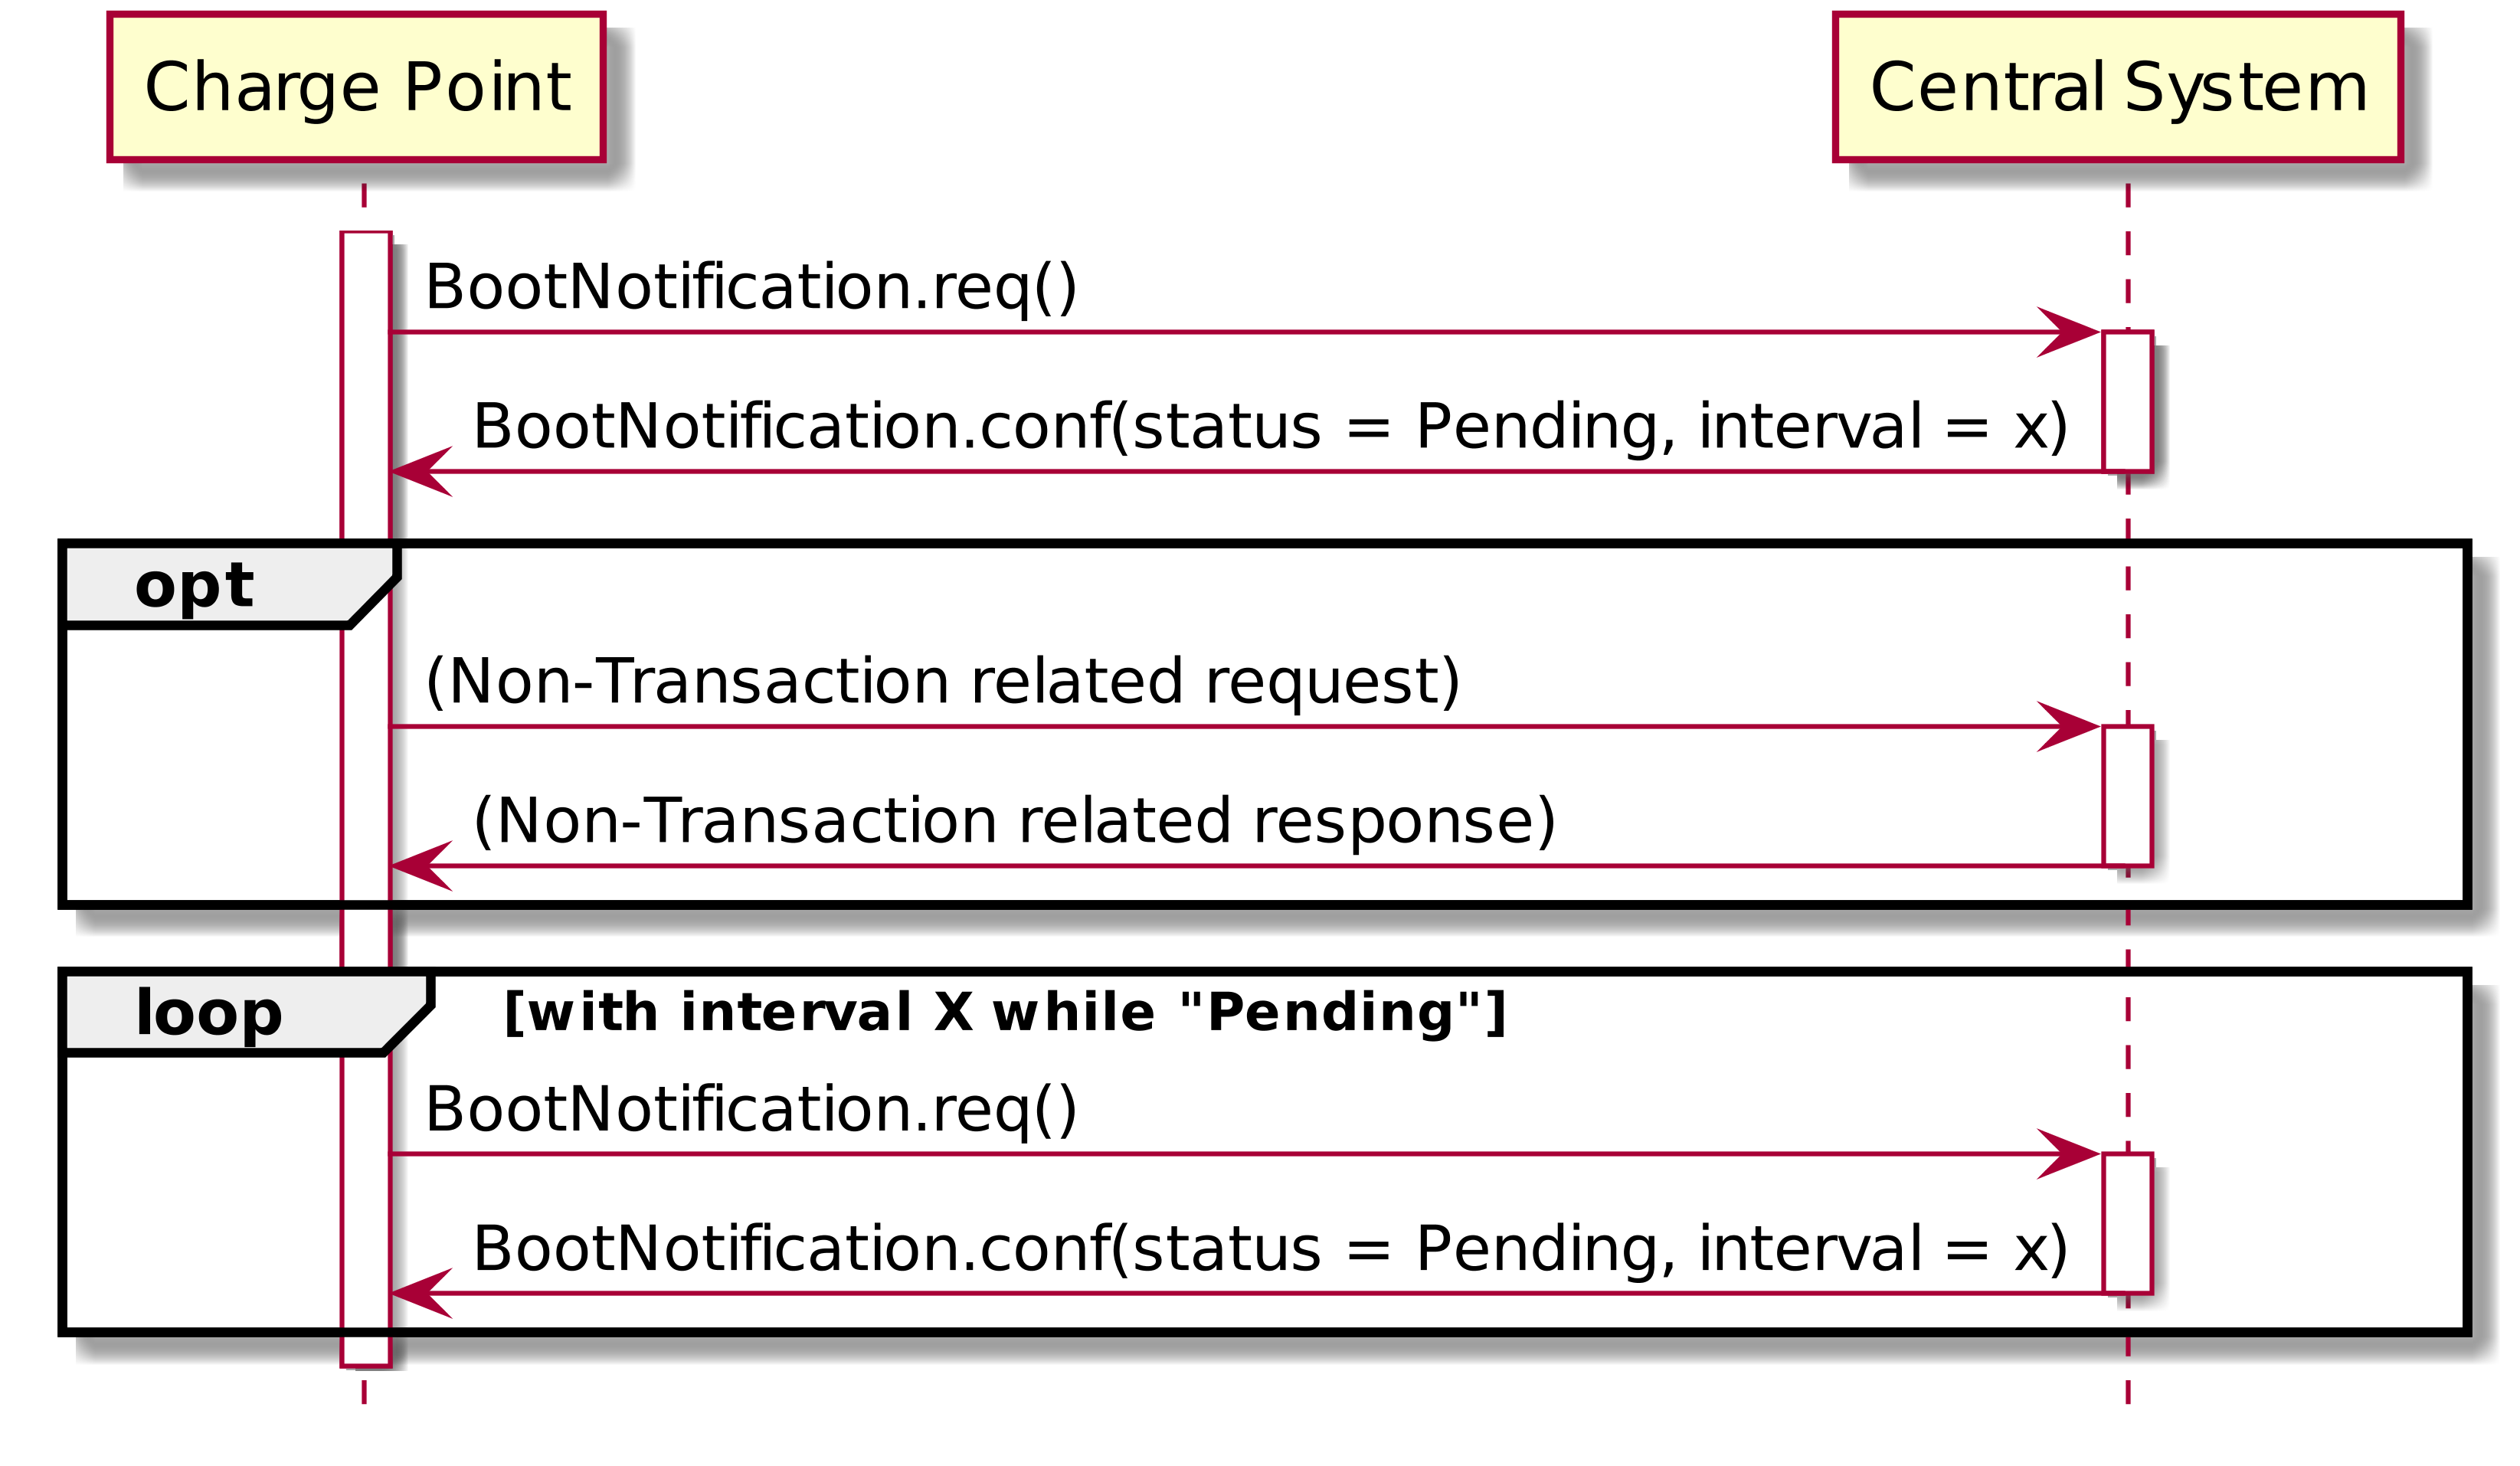 Charge Point
Central System
BootNotification.req()
BootNotification.conf(status = Pending, interval = x)
opt
(Non-Transaction related request)
(Non-Transaction related response)
loop
[with interval X while "Pending"]
BootNotification.req()
BootNotification.conf(status = Pending, interval = x)